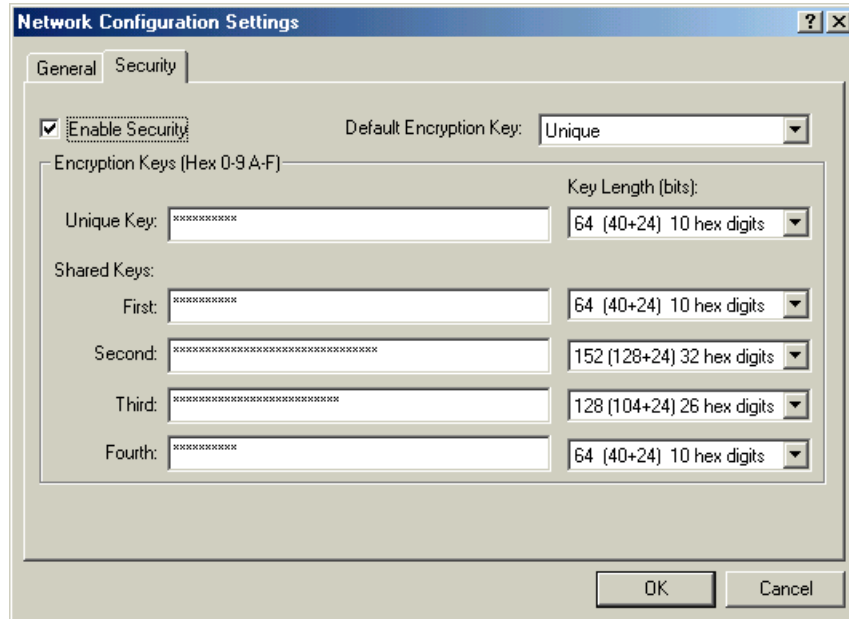 Network Configuration Settings
General Security
Enable Security Default Encryption Key: Unique
Encryption Keys (Hex 0-9 A-F)
Key Length (bits):
Unique Key: ********** 64 (40+24) 10 hex digits
Shared Keys:
First: ********** 64 (40+24) 10 hex digits
Second: ******************************** 152 (128+24) 32 hex digits
Third: ************************** 128 (104+24) 26 hex digits
Fourth: ********** 64 (40+24) 10 hex digits
OK Cancel